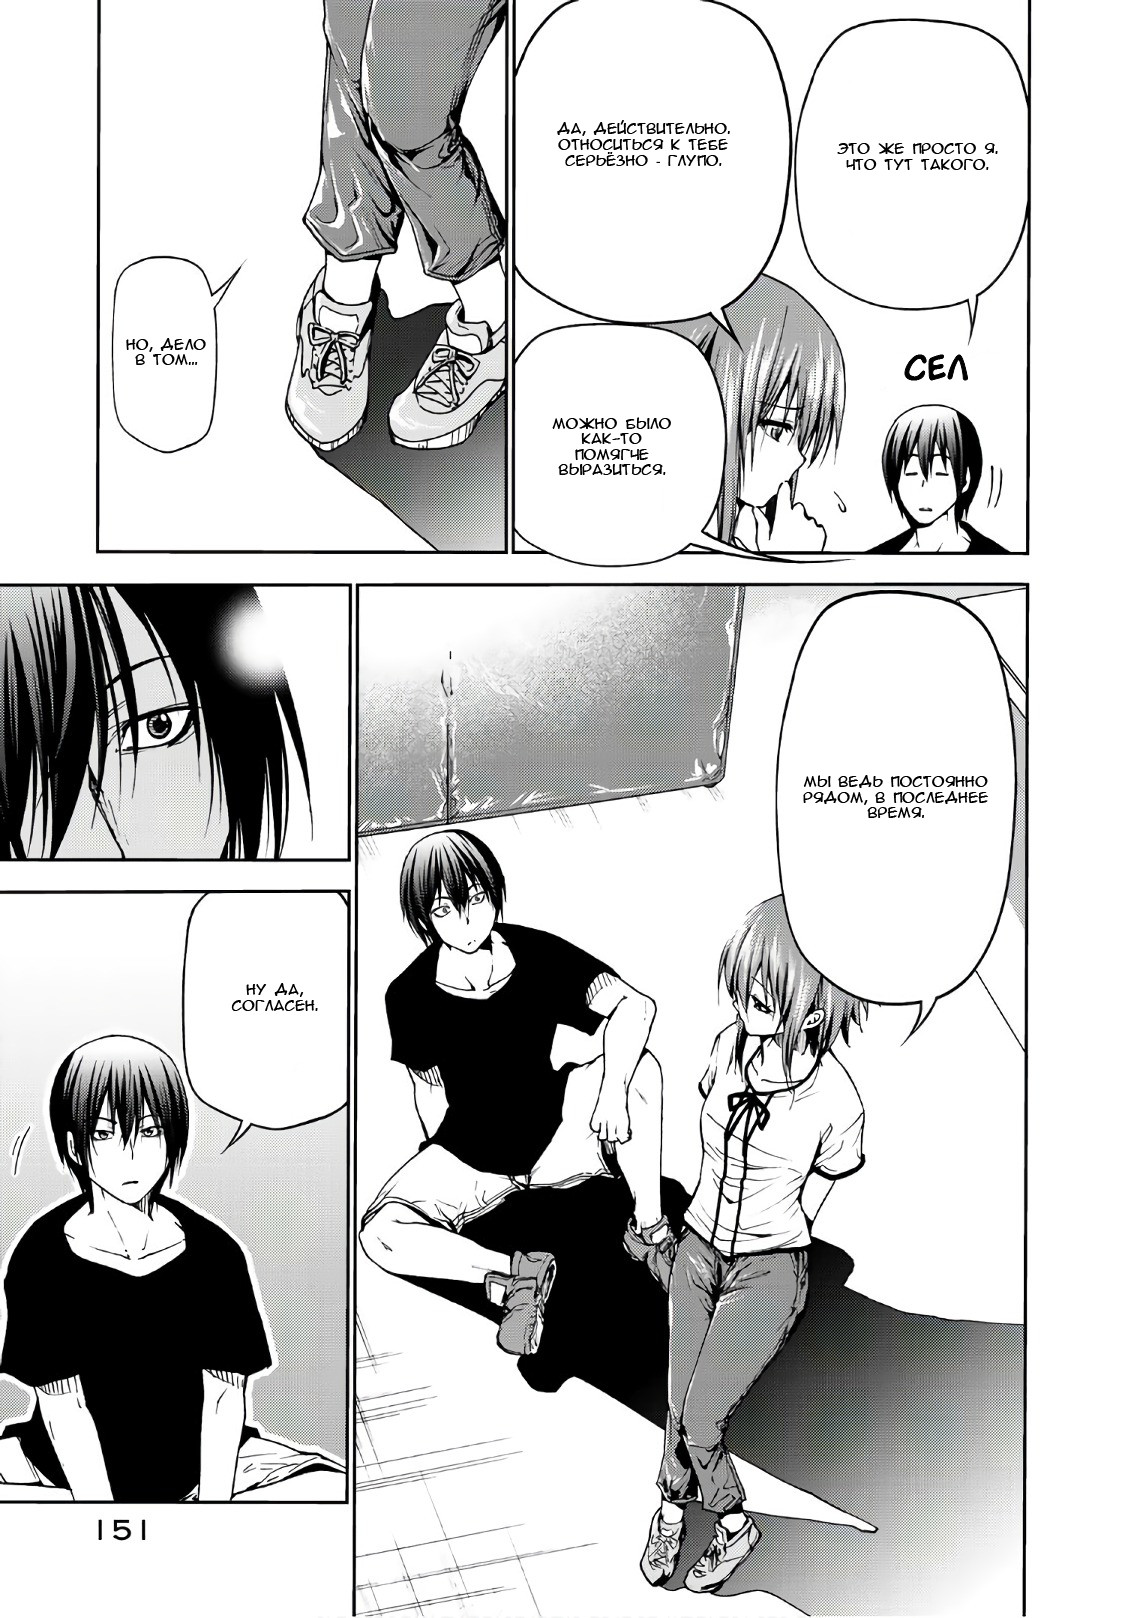 ЭТО ЖЕ ПРОСТО Я.
ЧТО ТУТ ТАКОГО.
СЕЛ
ДА, ДЕЙСТВИТЕЛЬНО.
ОТНОСИТЬСЯ К ТЕБЕ
СЕРЬЁЗНО - ГЛУПО.
МОЖНО БЫЛО
КАК-ТО
ПОМЯГЧЕ
ВЫРАЗИТЬСЯ.
НО, ДЕЛО
В ТОМ...
МЫ ВЕДЬ ПОСТОЯННО
РЯДОМ, В ПОСЛЕДНЕЕ
ВРЕМЯ.
НУ ДА,
СОГЛАСЕН.
151